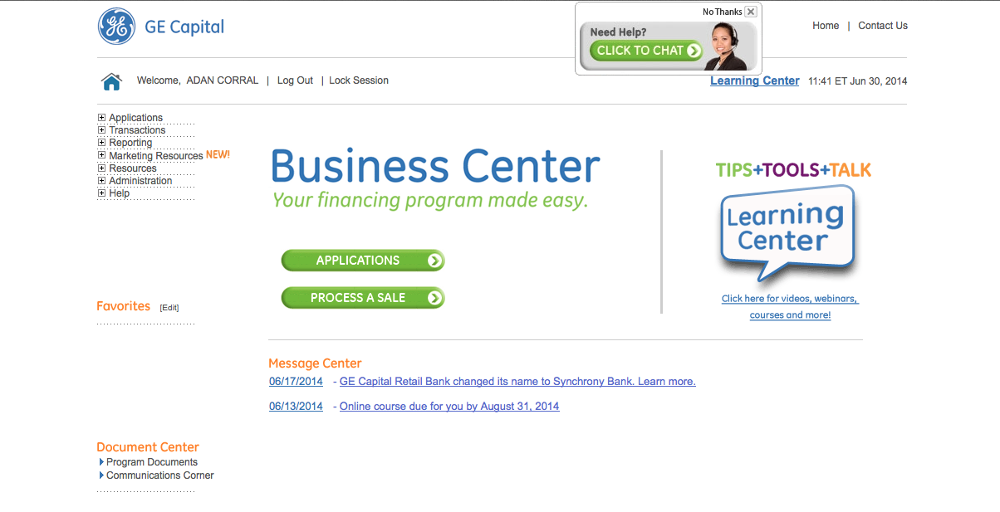 GE Capital
No Thanks
Need Help?
CLICK TO CHAT
Home | Contact Us
Welcome, ADAN CORRAL | Log Out | Lock Session
Learning Center 11:41 ET Jun 30, 2014
Applications
Transactions
Reporting
Marketing Resources NEW!
Resources
Administration
Help
Business Center
Your financing program made easy.
APPLICATIONS
PROCESS A SALE
TIPS+TOOLS+TALK
Learning
Center
Click here for videos, webinars,
courses and more!
Favorites [Edit]
Message Center
06/17/2014 - GE Capital Retail Bank changed its name to Synchrony Bank. Learn more.
06/13/2014 - Online course due for you by August 31, 2014
Document Center
Program Documents
Communications Corner